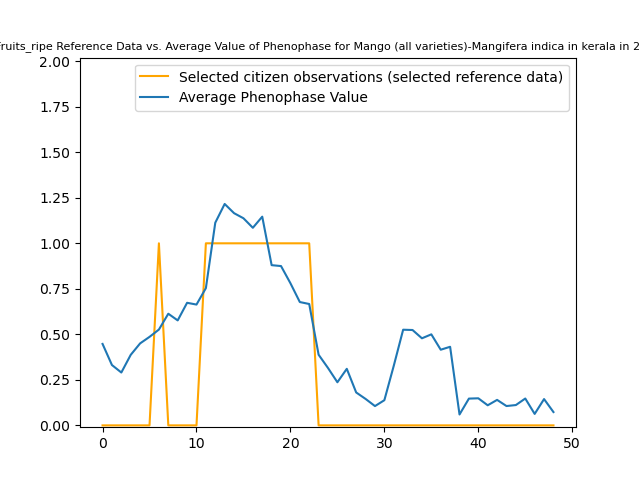 ruits_ripe Reference Data vs. Average Value of Phenophase for Mango (all varieties)-Mangifera indica in kerala in 2
Selected citizen observations (selected reference data)
Average Phenophase Value
2.00
1.75
1.50
1.25
1.00
0.75
0.50
0.25
0.00
0 10 20 30 40 50